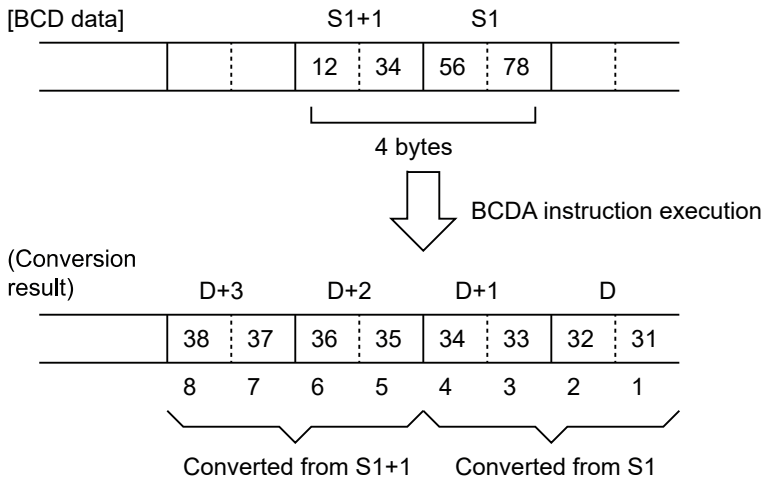 [BCD data] S1+1 S1
12 34 56 78
4 bytes
BCDA instruction execution
(Conversion
result) D+3 D+2 D+1 D
38 37 36 35 34 33 32 31
8 7 6 5 4 3 2 1
Converted from S1+1 Converted from S1